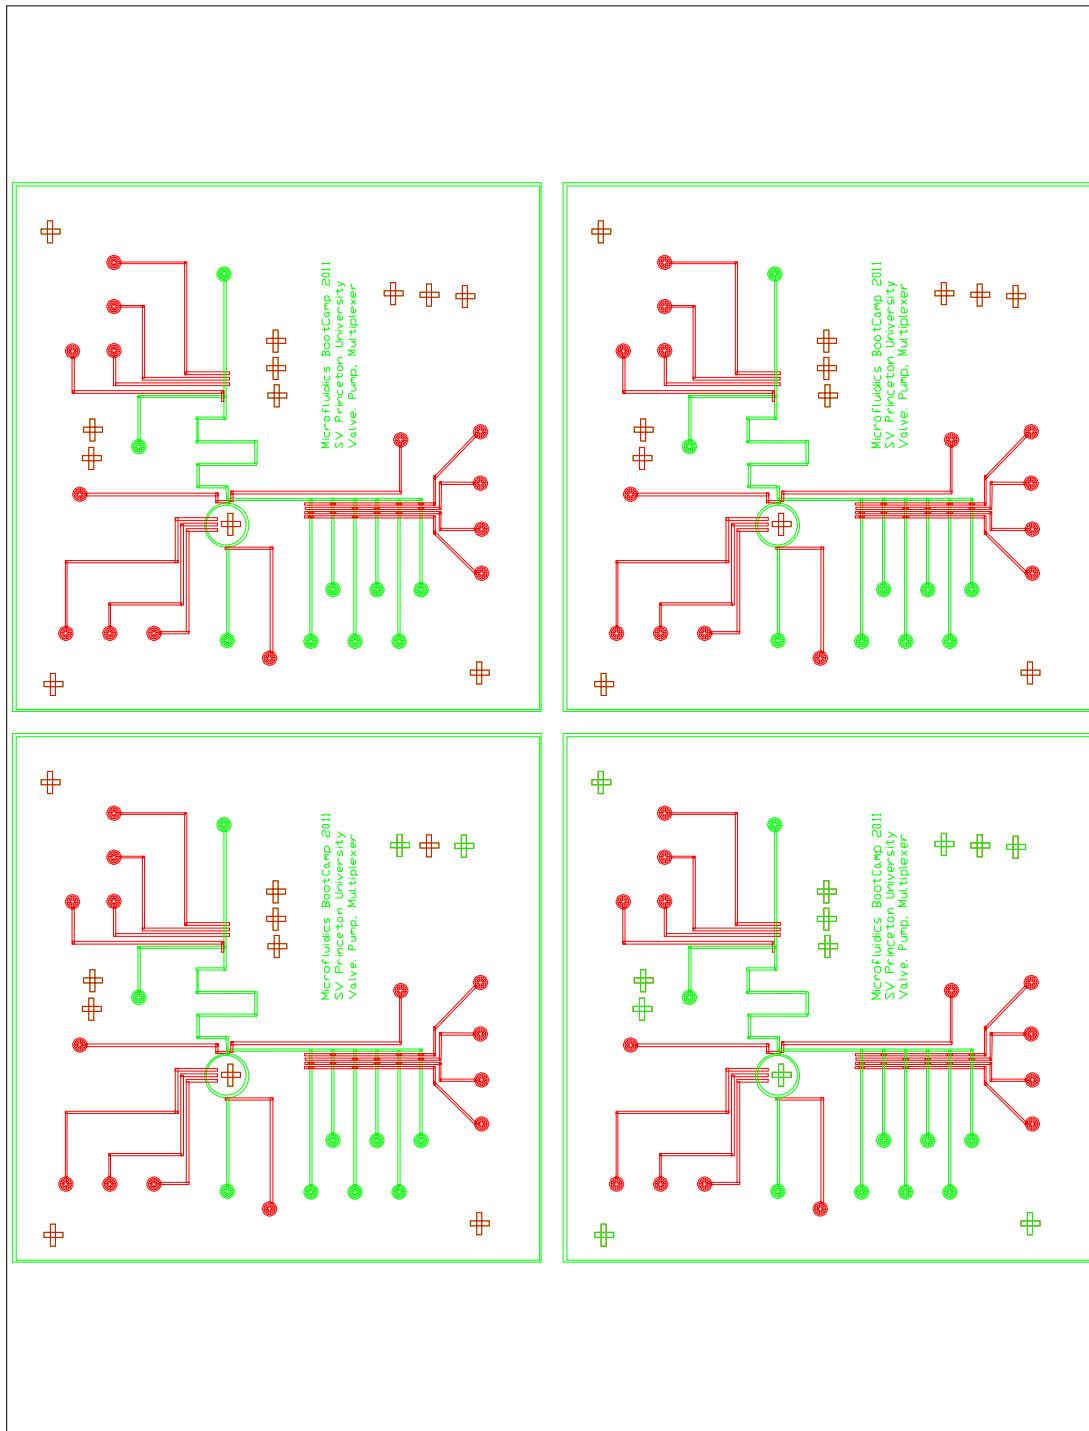 Microfluidics BootCamp 2011
SV Princeton University
Valve, Pump, Multiplexer
Microfluidics BootCamp 2011
SV Princeton University
Valve, Pump, Multiplexer
Microfluidics BootCamp 2011
SV Princeton University
Valve, Pump, Multiplexer
Microfluidics BootCamp 2011
SV Princeton University
Valve, Pump, Multiplexer